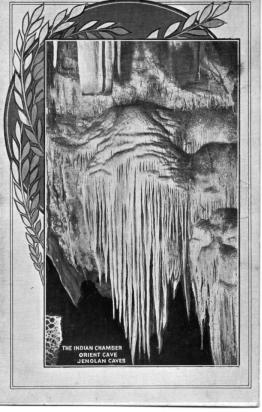 THE INDIAN CHAMBER
ORIENT CAVE
JENOLAN CAVES